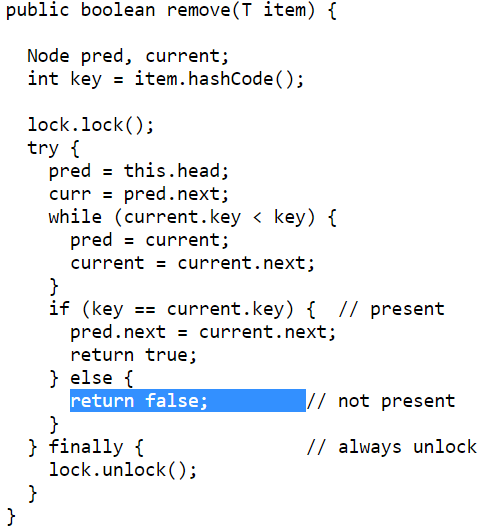 public boolean remove(T item) {
Node pred, current;
int key = item.hashCode();
lock.lock();
try {
pred = this.head;
curr = pred.next;
while (current.key < key) {
pred = current;
current = current.next;
}
if (key == current.key) {  // present
pred.next = current.next;
return true;
} else {
return false;         // not present
}
} finally {               // always unlock
lock.unlock();
}
}